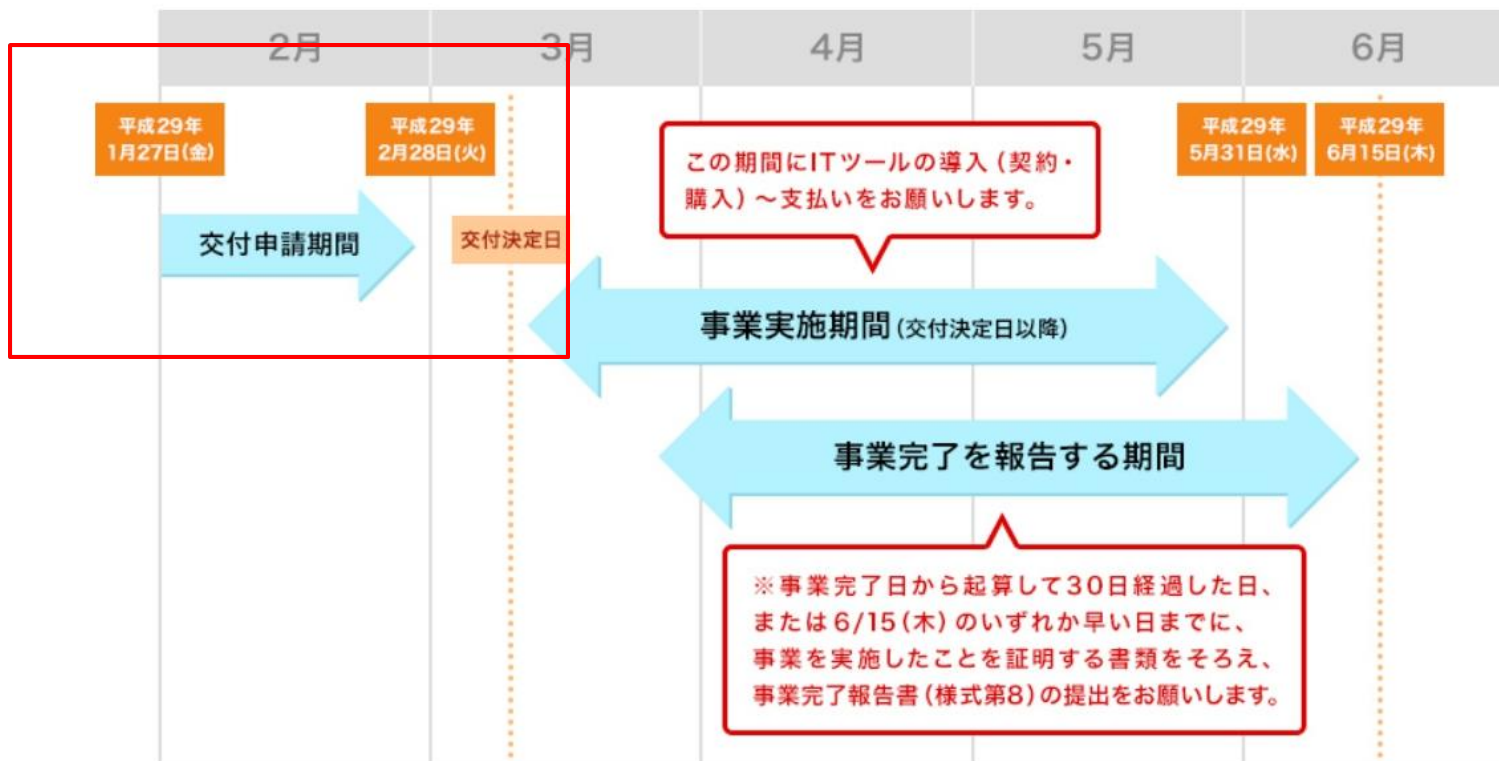 2月
3月
4月
5月
6月
平成29年
1月27日(金)
平成29年
2月28日(火)
平成29年
5月31日(水)
平成29年
6月15日(木)
この期間にITツールの導入(契約・
購入)~支払いをお願いします。
交付申請期間
交付決定日
事業実施期間(交付決定日以降)
事業完了を報告する期間
※事業完了日から起算して30日経過した日、
または6/15(木)のいずれか早い日までに、
事業を実施したことを証明する書類をそろえ、
事業完了報告書(様式第8)の提出をお願いします。